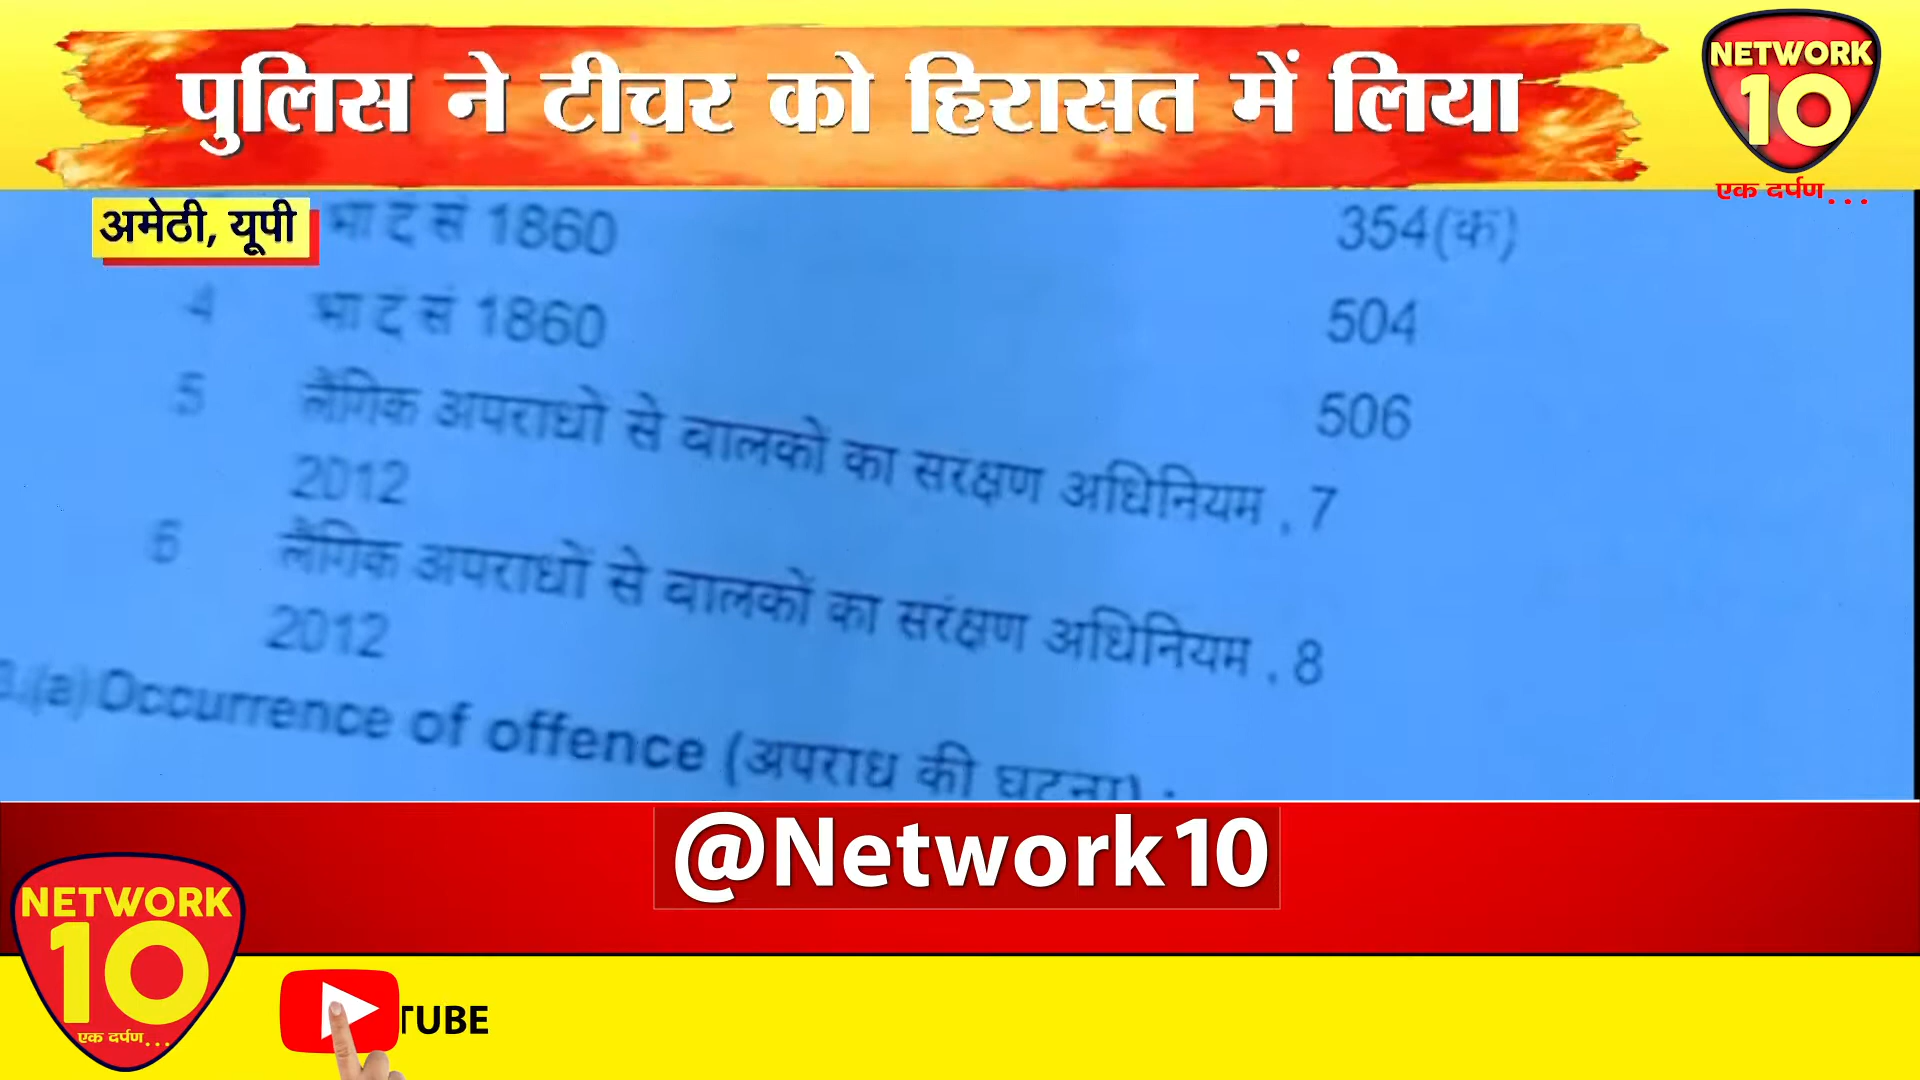 पुलिस ने टीचर को हिरासत में लिया
NETWORK
10
एक दर्पण...
अमेठी, यूपी
भा दं सं 1860 354(क)
4 भा दं सं 1860 504
506
5 लैंगिक अपराधों से बालकों का सरंक्षण अधिनियम , 7
2012
6 लैंगिक अपराधों से बालकों का सरंक्षण अधिनियम , 8
2012
3.(a) Occurrence of offence (अपराध की घटना) :
@Network10
NETWORK
10
एक दर्पण...
TUBE